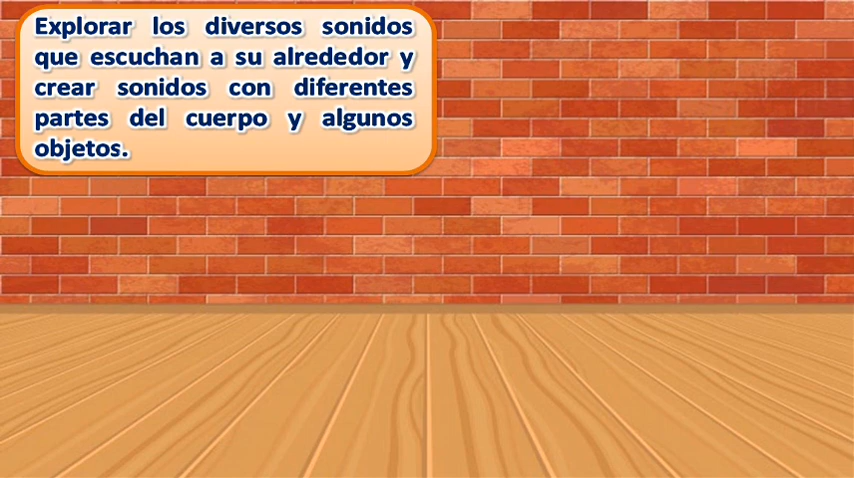 Explorar los diversos sonidos
que escuchan a su alrededor y
crear sonidos con diferentes
partes del cuerpo y algunos
objetos.